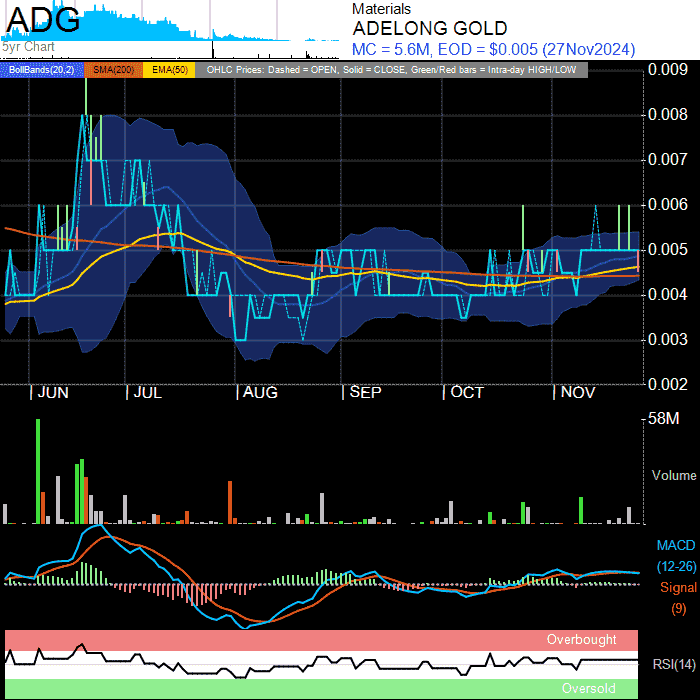 ADG
5yr Chart
Materials
ADELONG GOLD
MC = 5.6M, EOD = $0.005 (27Nov2024)
BollBands(20,2) SMA(200) EMA(50) OHLC Prices: Dashed = OPEN, Solid = CLOSE, Green/Red bars = Intra-day HIGH/LOW
0.009
0.008
0.007
0.006
0.005
0.004
0.003
0.002
| JUN | JUL | AUG | SEP | OCT | NOV
58M
Volume
MACD
(12-26)
Signal
(9)
Overbought
RSI(14)
Oversold